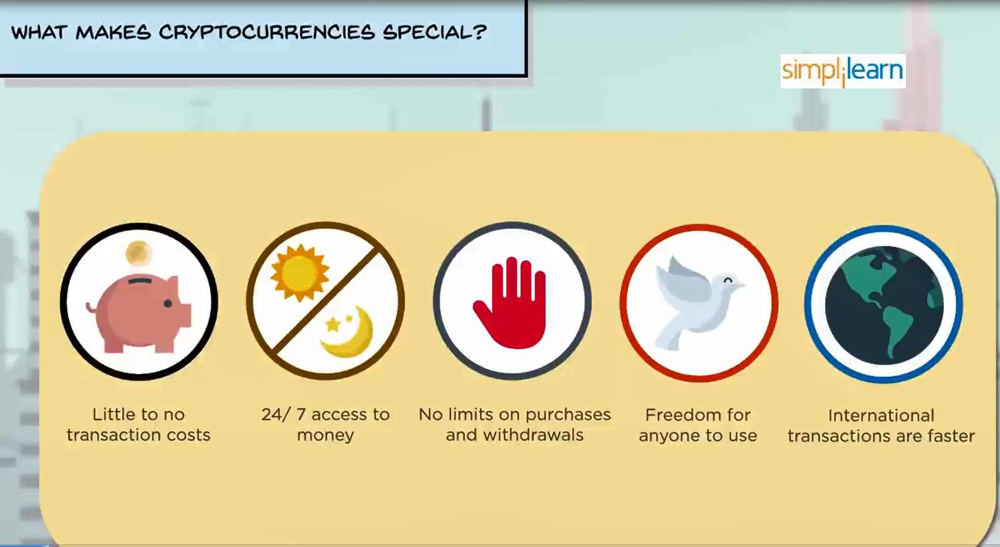 WHAT MAKES CRYPTOCURRENCIES SPECIAL?
simplilearn
Little to no
transaction costs
24/ 7 access to
money
No limits on purchases
and withdrawals
Freedom for
anyone to use
International
transactions are faster